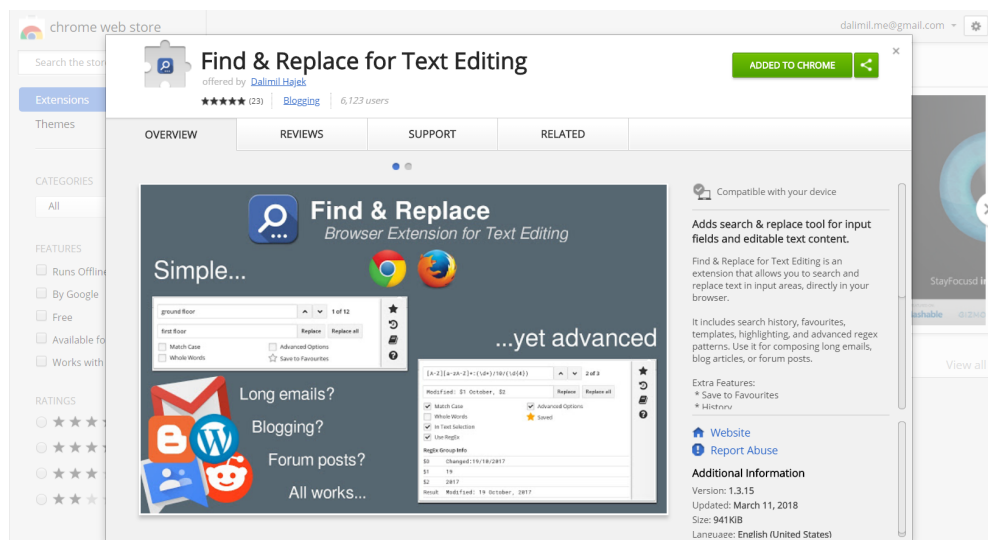 chrome web store
dalimil.me@gmail.com
Search the stor
Extensions
Themes
CATEGORIES
All
FEATURES
Runs Offline
By Google
Free
Available fo
Works with
RATINGS
Find & Replace for Text Editing
offered by Dalimil Hajek
(23) Blogging 6,123 users
ADDED TO CHROME
OVERVIEW REVIEWS SUPPORT RELATED
Find & Replace
Browser Extension for Text Editing
Simple...
ground floor 1 of 12
first floor Replace Replace all
Match Case Advanced Options
Whole Words Save to Favourites
...yet advanced
2 of 3
Modified: $1 October, $2 Replace Replace all
Match Case Advanced Options
Whole Words Saved
In Text Selection
Use RegEx
RegEx Group Info
$0 Changed:19/10/2017
$1 19
$2 2017
Result Modified: 19 October, 2017
Long emails?
Blogging?
Forum posts?
All works...
Compatible with your device
Adds search & replace tool for input
fields and editable text content.
Find & Replace for Text Editing is an
extension that allows you to search and
replace text in input areas, directly in your
browser.
It includes search history, favourites,
templates, highlighting, and advanced regex
patterns. Use it for composing long emails,
blog articles, or forum posts.
Extra Features:
* Save to Favourites
* History
Website
Report Abuse
Additional Information
Version: 1.3.15
Updated: March 11, 2018
Size: 941KiB
Language: English (United States)
StayFocusd
View all